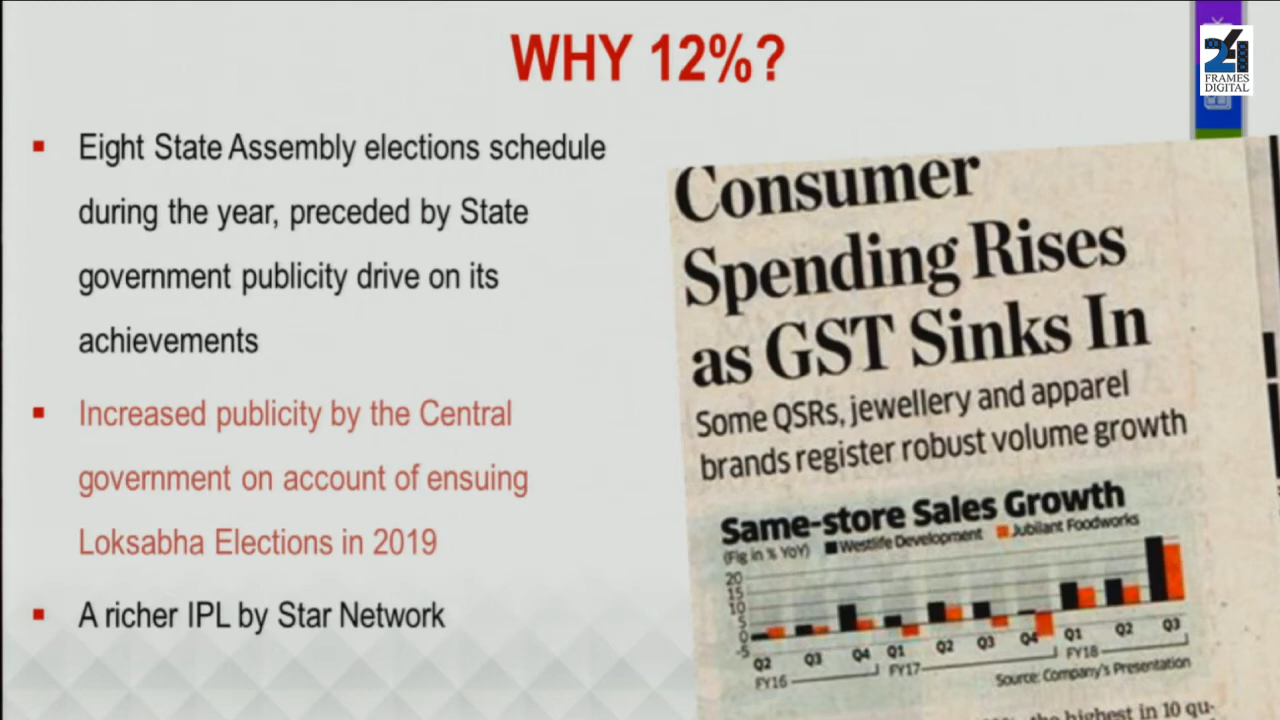 WHY 12%?
Eight State Assembly elections schedule
during the year, preceded by State
government publicity drive on its
achievements
Increased publicity by the Central
government on account of ensuing
Loksabha Elections in 2019
A richer IPL by Star Network
24
FRAMES
DIGITAL
Consumer
Spending Rises
as GST Sinks In
Some QSRs, jewellery and apparel
brands register robust volume growth
Same-store Sales Growth
(Fig in % YoY) Westlife Development Jubilant Foodworks
20
15
10
5
0
-5
Q2 Q3 Q4 Q1 Q2 Q3 Q4 Q1 Q2 Q3
FY16 FY17 FY18
Source: Company's Presentation
the highest in 10 qu-